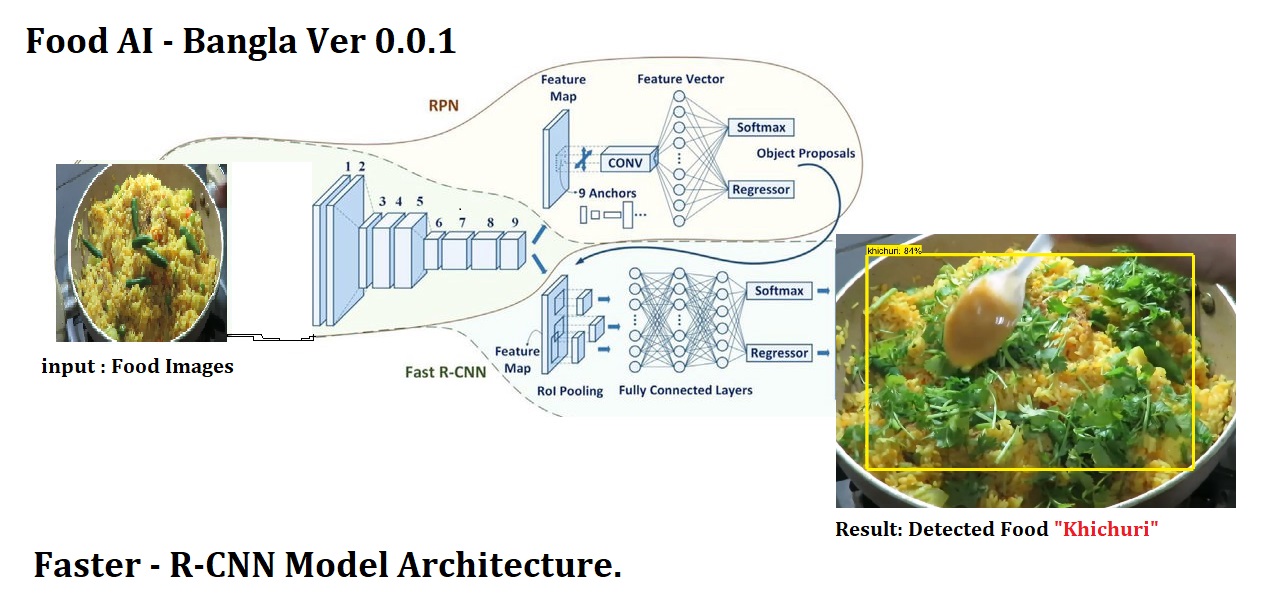 Food AI - Bangla Ver 0.0.1
RPN
Feature
Map
Feature Vector
CONV
Softmax
Object Proposals
Regressor
9 Anchors
...
1 2
3 4 5
6 7 8 9
input : Food Images
Fast R-CNN
Feature
Map
RoI Pooling
Fully Connected Layers
Softmax
Regressor
khichuri: 84%
Result: Detected Food "Khichuri"
Faster - R-CNN Model Architecture.